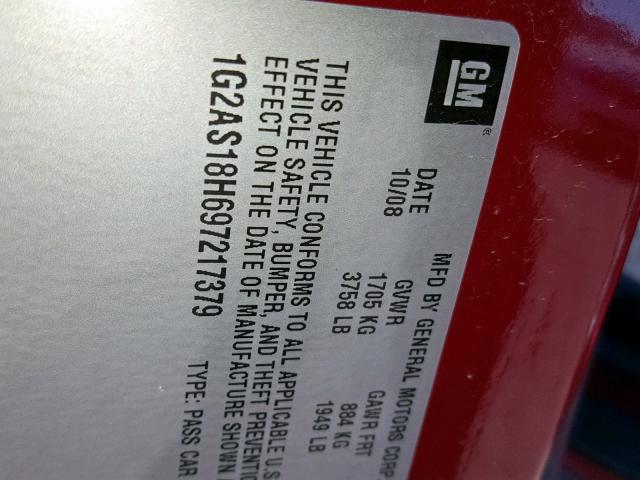 GM
MFD BY GENERAL MOTORS CORP
DATE GVWR GAWR FRT
10/08 1705 KG 884 KG
3758 LB 1949 LB
THIS VEHICLE CONFORMS TO ALL APPLICABLE U.S.
VEHICLE SAFETY, BUMPER, AND THEFT PREVENTIO
EFFECT ON THE DATE OF MANUFACTURE SHOWN
1G2AS18H697217379 TYPE: PASS CAR